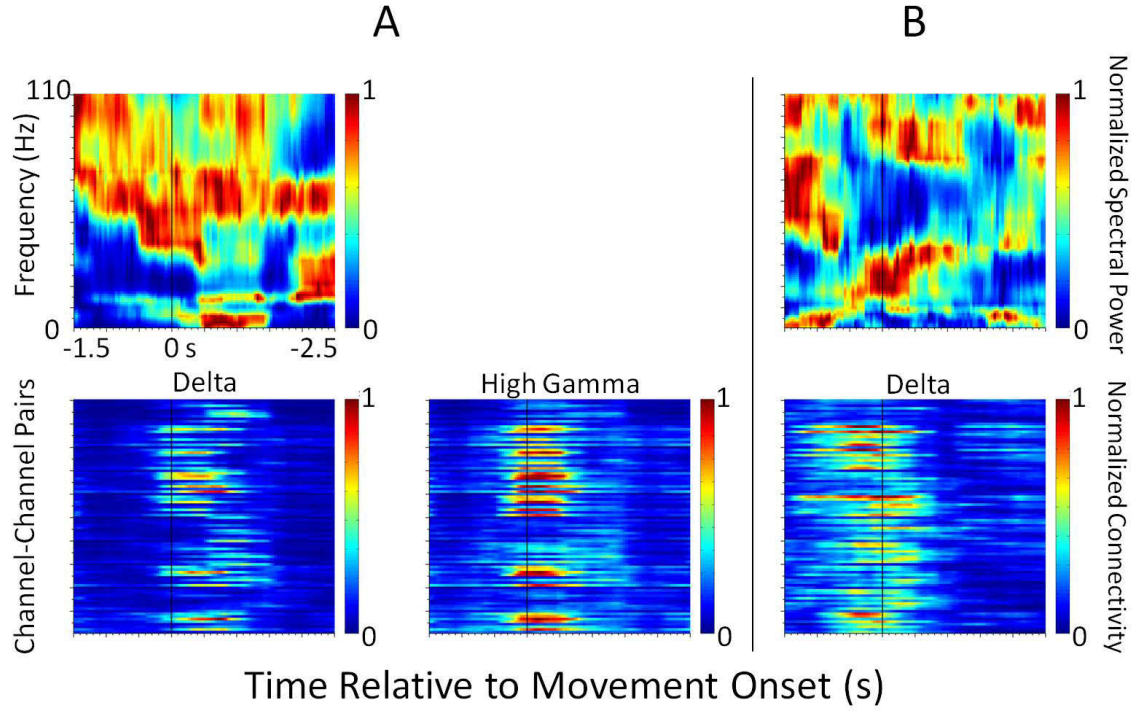 A
B
110
1
1
Frequency (Hz)
Normalized Spectral Power
0
0
0
-1.5
0 s
-2.5
Delta
High Gamma
Delta
1
1
1
Channel-Channel Pairs
Normalized Connectivity
0
0
0
Time Relative to Movement Onset (s)